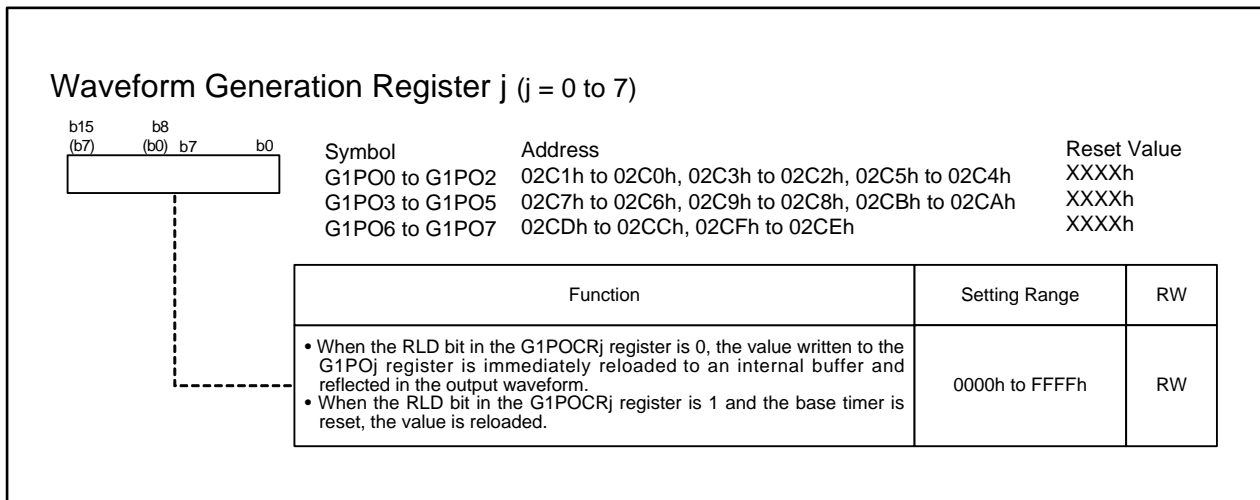 Waveform Generation Register j (j = 0 to 7)
b15 b8
(b7) (b0) b7 b0
Symbol Address Reset Value
G1PO0 to G1PO2 02C1h to 02C0h, 02C3h to 02C2h, 02C5h to 02C4h XXXXh
G1PO3 to G1PO5 02C7h to 02C6h, 02C9h to 02C8h, 02CBh to 02CAh XXXXh
G1PO6 to G1PO7 02CDh to 02CCh, 02CFh to 02CEh XXXXh
Function Setting Range RW
• When the RLD bit in the G1POCRj register is 0, the value written to the
G1POj register is immediately reloaded to an internal buffer and
reflected in the output waveform.
• When the RLD bit in the G1POCRj register is 1 and the base timer is
reset, the value is reloaded.
0000h to FFFFh RW